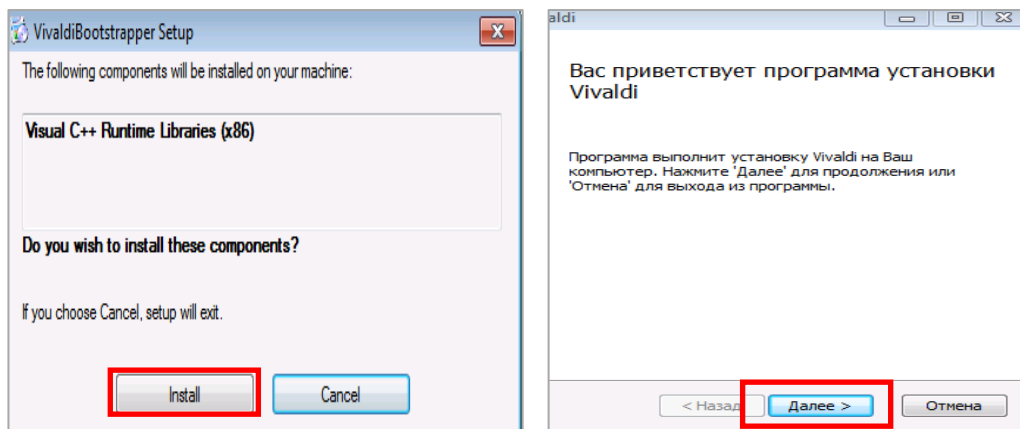 VivaldiBootstrapper Setup
The following components will be installed on your machine:
Visual C++ Runtime Libraries (x86)
Do you wish to install these components?
If you choose Cancel, setup will exit.
Install
Cancel
aldi
Вас приветствует программа установки
Vivaldi
Программа выполнит установку Vivaldi на Ваш
компьютер. Нажмите 'Далее' для продолжения или
'Отмена' для выхода из программы.
< Назад
Далее >
Отмена